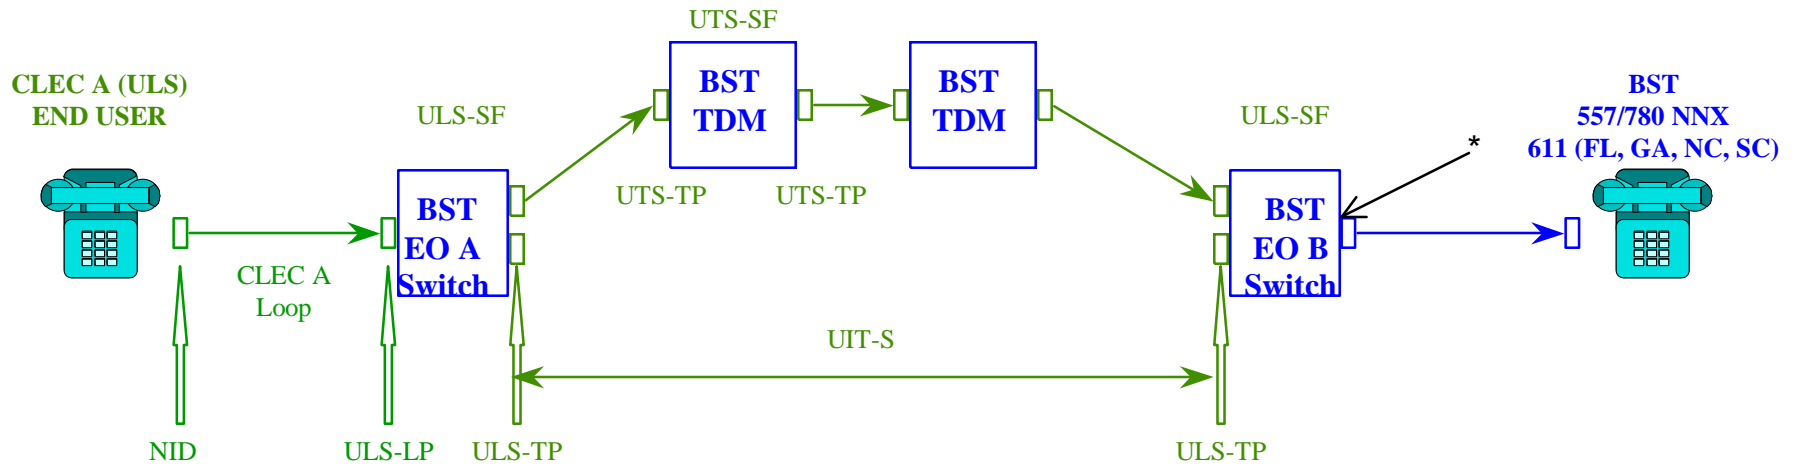 UTS-SF
CLEC A (ULS)
END USER
ULS-SF
BST
TDM
BST
TDM
ULS-SF
BST
557/780 NNX
611 (FL, GA, NC, SC)
*
UTS-TP
UTS-TP
BST
EO A
Switch
BST
EO B
Switch
CLEC A
Loop
UIT-S
NID
ULS-LP
ULS-TP
ULS-TP